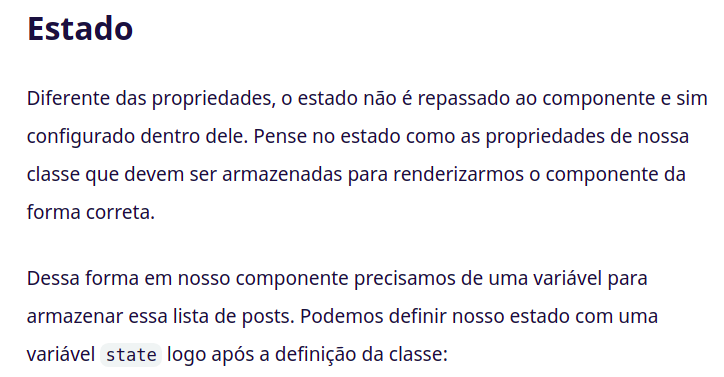 Estado
Diferente das propriedades, o estado não é repassado ao componente e sim
configurado dentro dele. Pense no estado como as propriedades de nossa
classe que devem ser armazenadas para renderizarmos o componente da
forma correta.
Dessa forma em nosso componente precisamos de uma variável para
armazenar essa lista de posts. Podemos definir nosso estado com uma
variável state logo após a definição da classe: